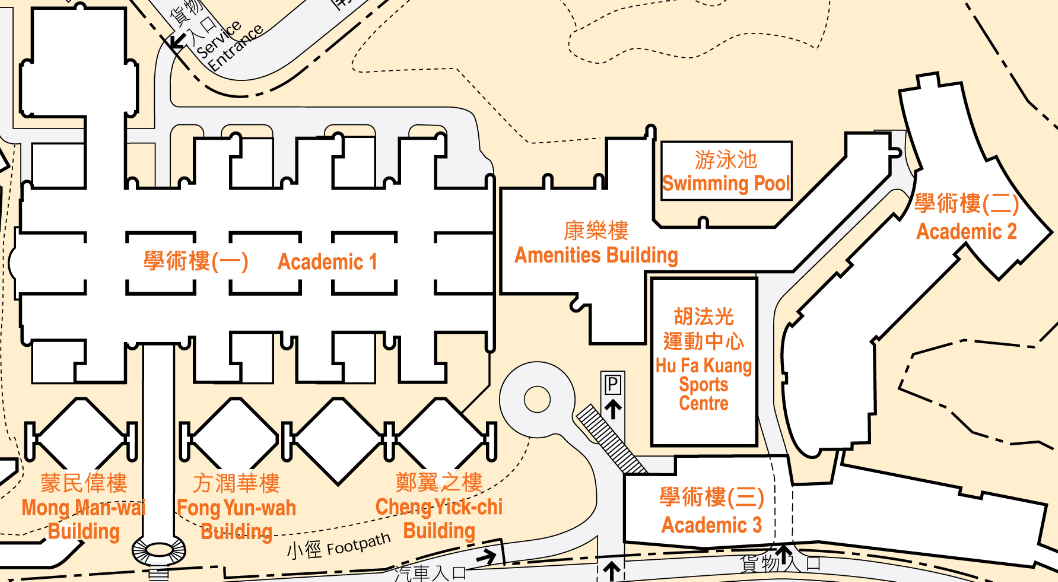 貨物
入口
Service
Entrance
游泳池
Swimming Pool
學術樓(二)
Academic 2
康樂樓
Amenities Building
學術樓(一) Academic 1
胡法光
運動中心
Hu Fa Kuang
Sports
Centre
P
蒙民偉樓
Mong Man-wai
Building
方潤華樓
Fong Yun-wah
Building
鄭翼之樓
Cheng Yick-chi
Building
學術樓(三)
Academic 3
小徑 Footpath
汽車入口
貨物入口